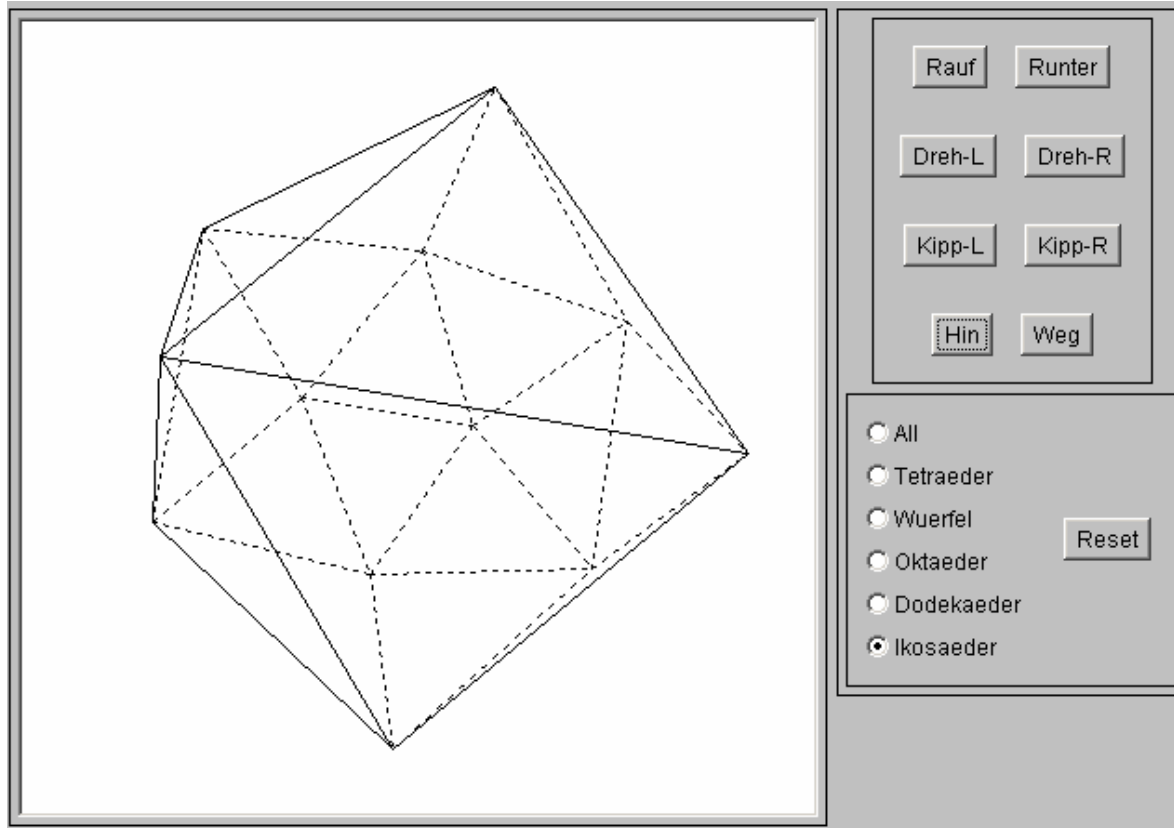 Rauf Runter
Dreh-L Dreh-R
Kipp-L Kipp-R
Hin Weg
All
Tetraeder
Wuerfel
Oktaeder
Dodekaeder
Ikosaeder
Reset